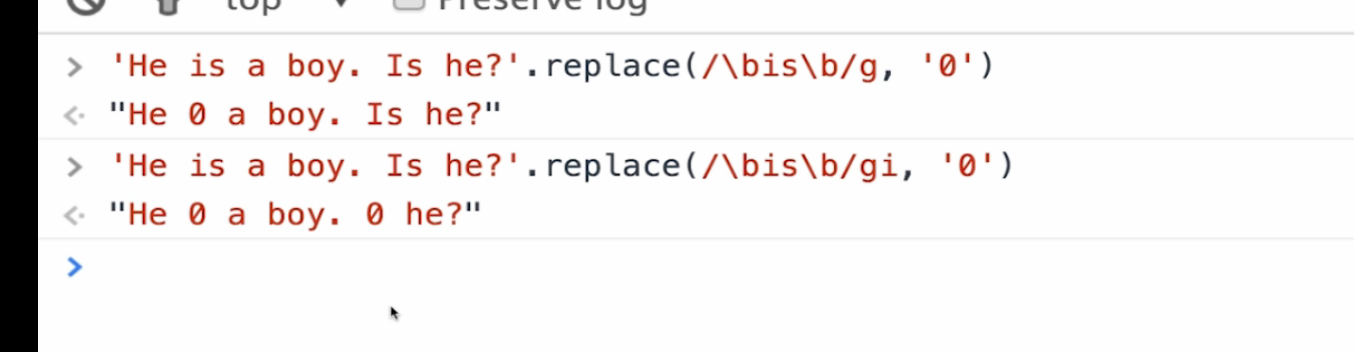 top ▼ Preserve log
> 'He is a boy. Is he?'.replace(/\bis\b/g, '0')
<· "He 0 a boy. Is he?"
> 'He is a boy. Is he?'.replace(/\bis\b/gi, '0')
<· "He 0 a boy. 0 he?"
>